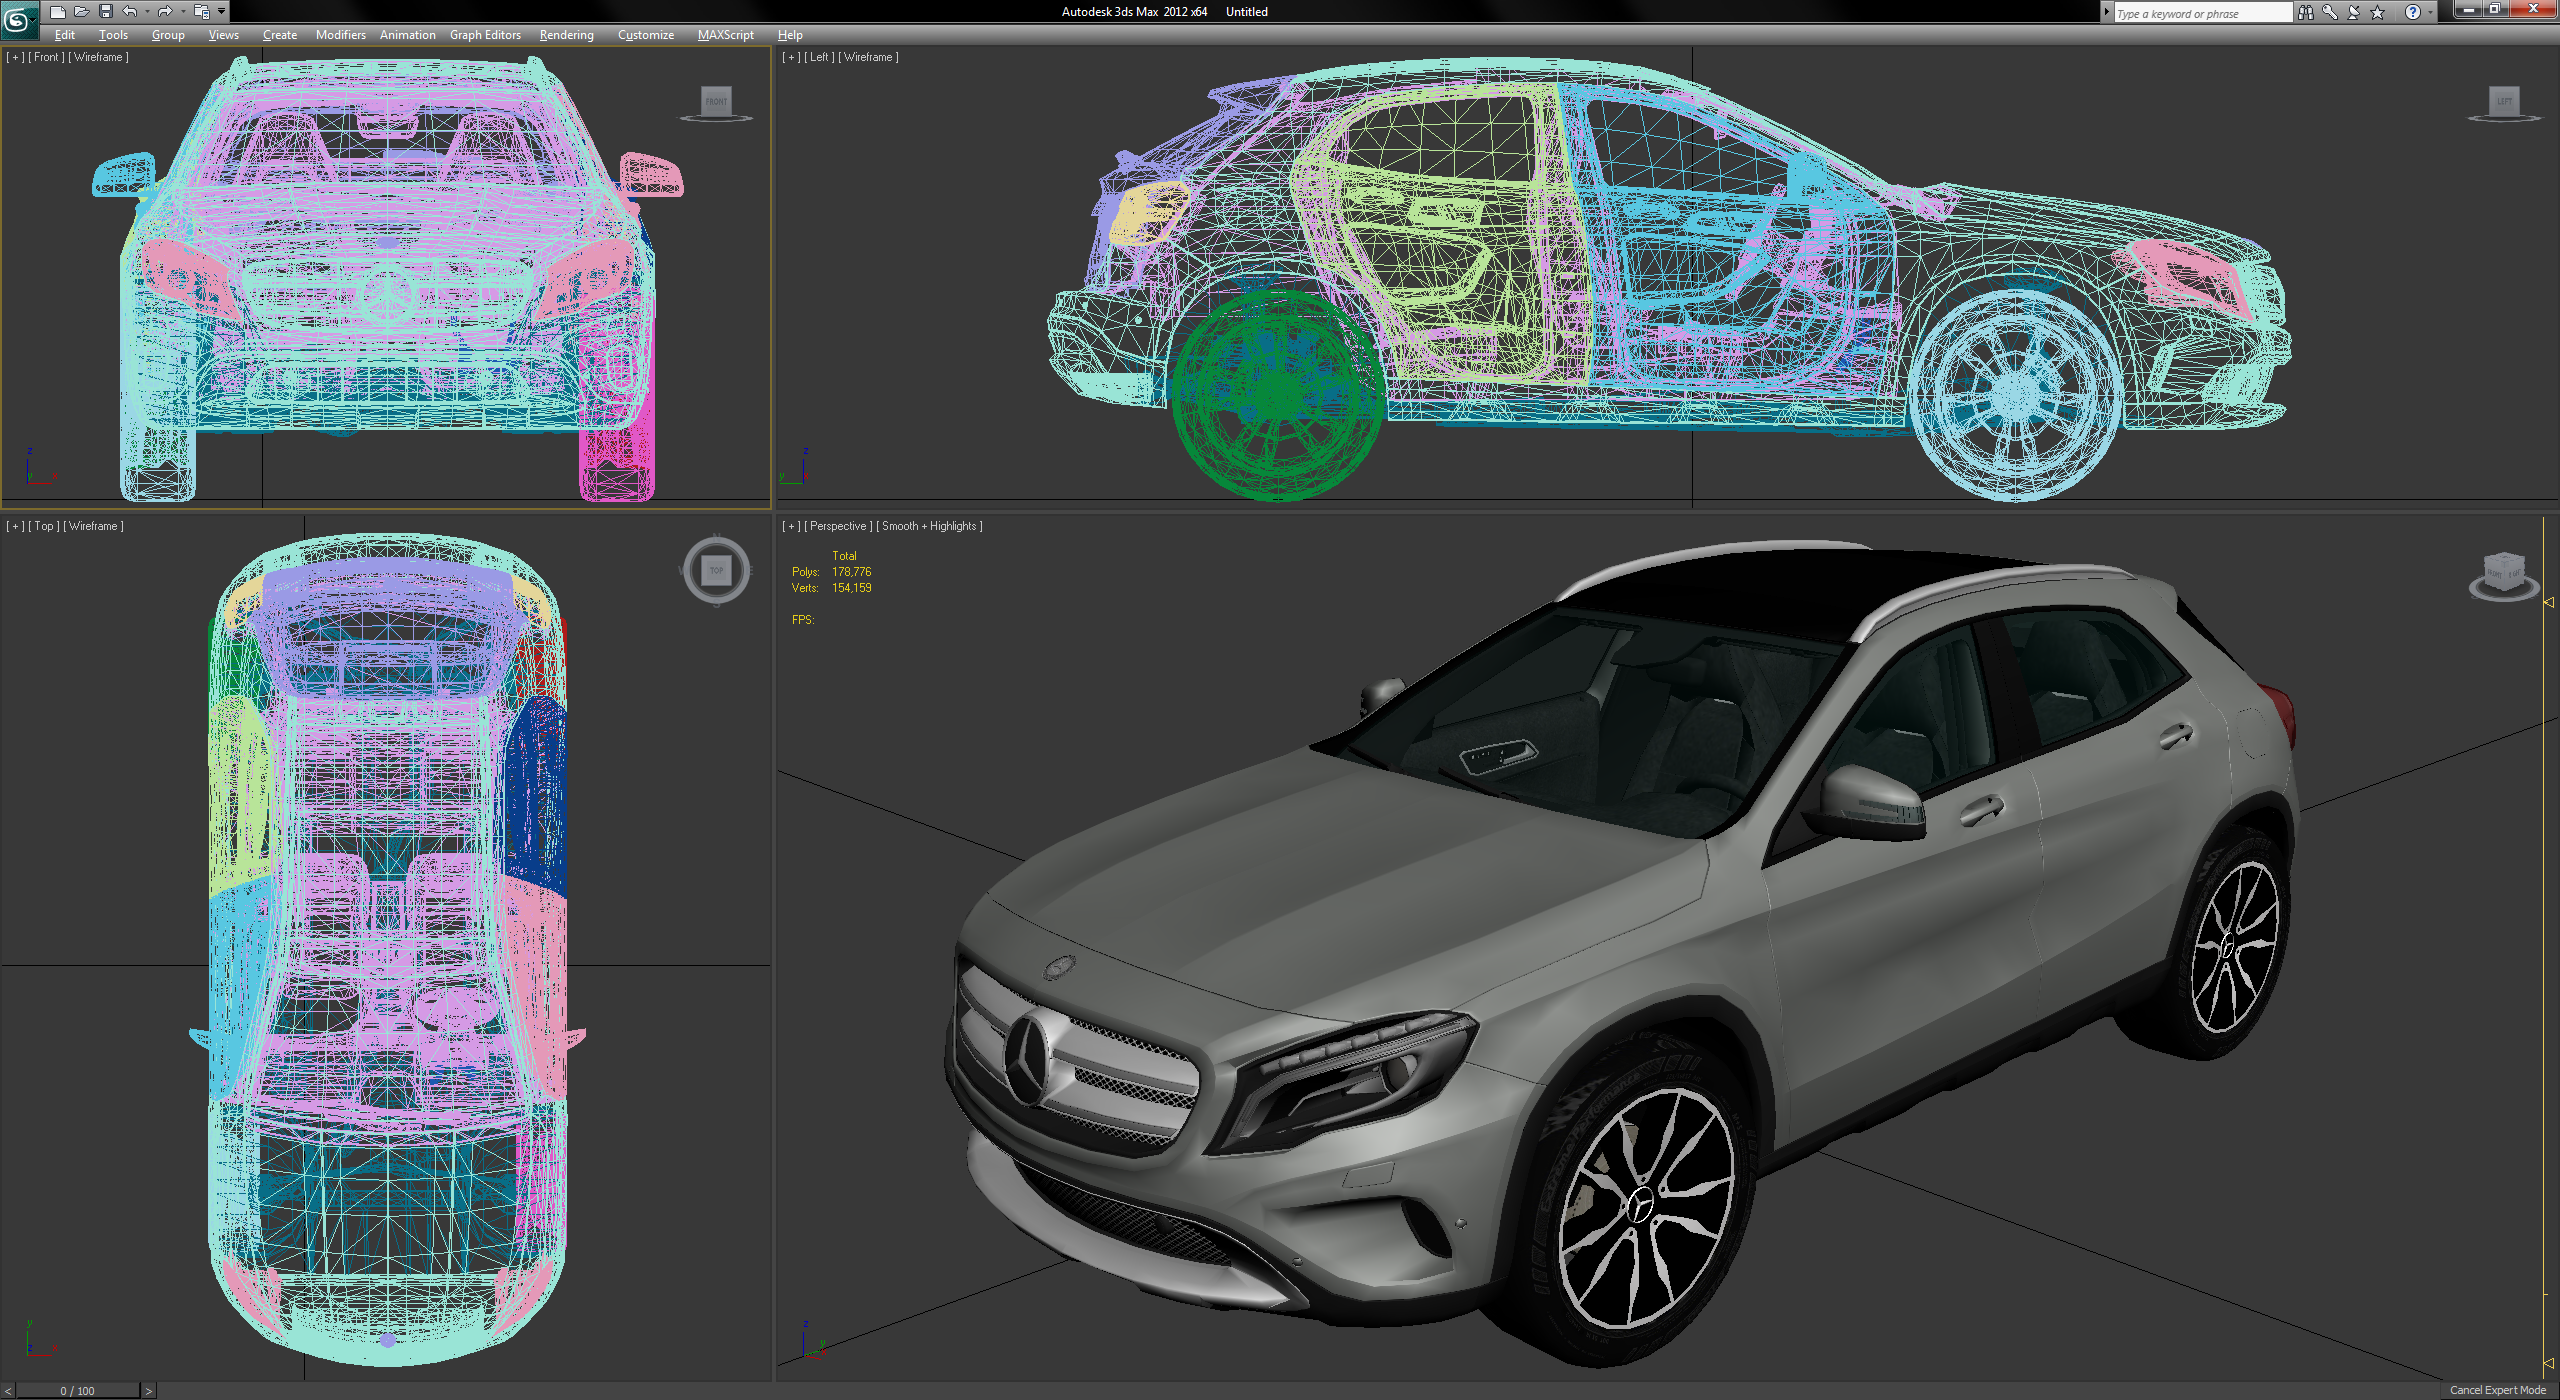 Autodesk 3ds Max 2012 x64 Untitled
Type a keyword or phrase
Edit Tools Group Views Create Modifiers Animation Graph Editors Rendering Customize MAXScript Help
[ + ] [ Front ] [ Wireframe ]
FRONT
z
y x
[ + ] [ Left ] [ Wireframe ]
LEFT
z
y
[ + ] [ Top ] [ Wireframe ]
TOP
y
z x
[ + ] [ Perspective ] [ Smooth + Highlights ]
Total
Polys: 178,776
Verts: 154,159
FPS:
z
y
0 / 100
Cancel Expert Mode